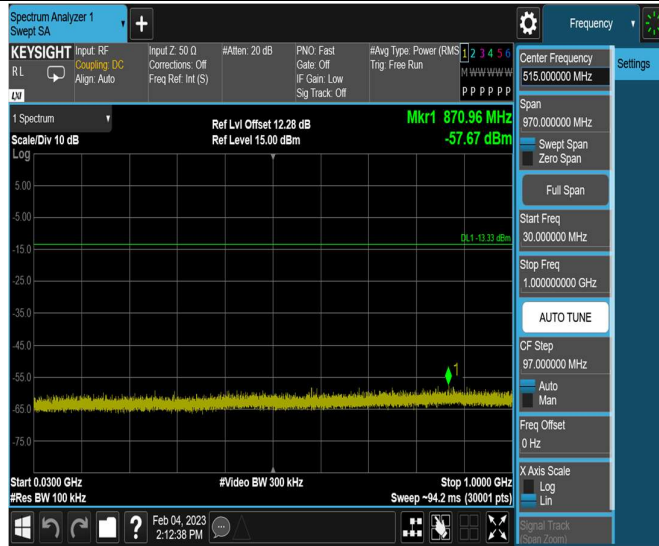 Spectrum Analyzer 1
Swept SA
Frequency
KEYSIGHT
R L
LXI
Input: RF
Coupling: DC
Align: Auto
Input Z: 50 Ω
Corrections: Off
Freq Ref: Int (S)
#Atten: 20 dB
PNO: Fast
Gate: Off
IF Gain: Low
Sig Track: Off
#Avg Type: Power (RMS
Trig: Free Run
1 2 3 4 5 6
M W W W W W
P P P P P P
Settings
Center Frequency
515.000000 MHz
Span
970.000000 MHz
Swept Span
Zero Span
Full Span
Start Freq
30.000000 MHz
Stop Freq
1.000000000 GHz
AUTO TUNE
CF Step
97.000000 MHz
Auto
Man
Freq Offset
0 Hz
X Axis Scale
Log
Lin
Signal Track
(Span Zoom)
1 Spectrum
Scale/Div 10 dB
Log
Ref Lvl Offset 12.28 dB
Ref Level 15.00 dBm
Mkr1 870.96 MHz
-57.67 dBm
5.00
-5.00
DL1 -13.33 dBm
-15.0
-25.0
-35.0
-45.0
-55.0
1
-65.0
-75.0
Start 0.0300 GHz
#Res BW 100 kHz
#Video BW 300 kHz
Stop 1.0000 GHz
Sweep ~94.2 ms (30001 pts)
Feb 04, 2023
2:12:38 PM